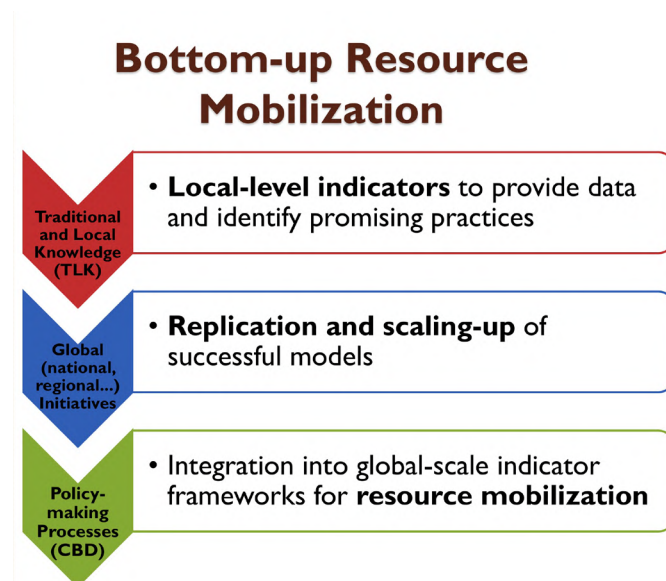 Bottom-up Resource
Mobilization
Traditional
and Local
Knowledge
(TLK)
• Local-level indicators to provide data
and identify promising practices
Global
(national,
regional...)
Initiatives
• Replication and scaling-up of
successful models
Policy-
making
Processes
(CBD)
• Integration into global-scale indicator
frameworks for resource mobilization